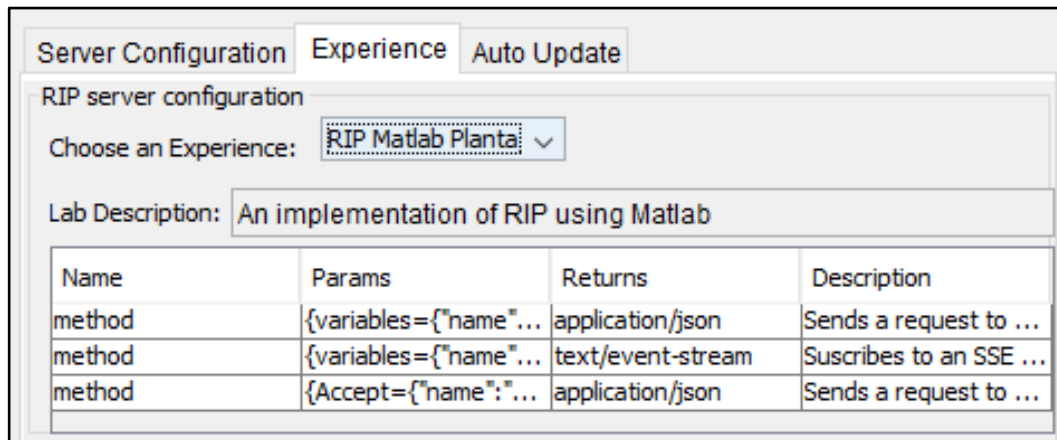 Server Configuration Experience Auto Update
RIP server configuration
Choose an Experience: RIP Matlab Planta
Lab Description: An implementation of RIP using Matlab
Name Params Returns Description
method {variables={"name"... application/json Sends a request to ...
method {variables={"name"... text/event-stream Suscribes to an SSE ...
method {Accept={"name":"... application/json Sends a request to ...